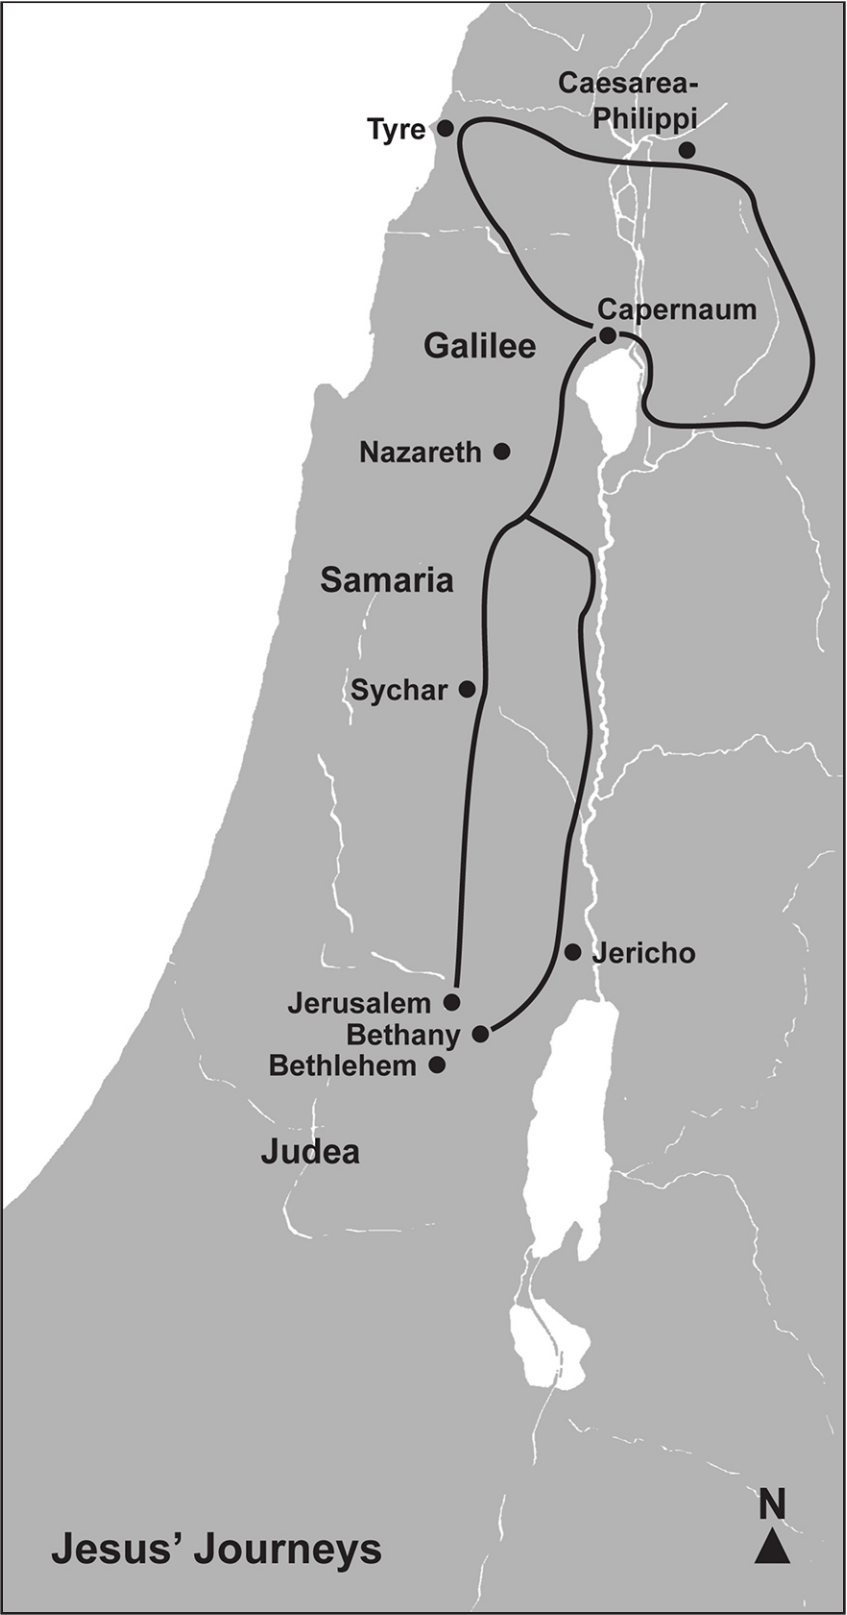 Caesarea-
Philippi
Tyre
Capernaum
Galilee
Nazareth
Samaria
Sychar
Jericho
Jerusalem
Bethany
Bethlehem
Judea
N
Jesus’ Journeys